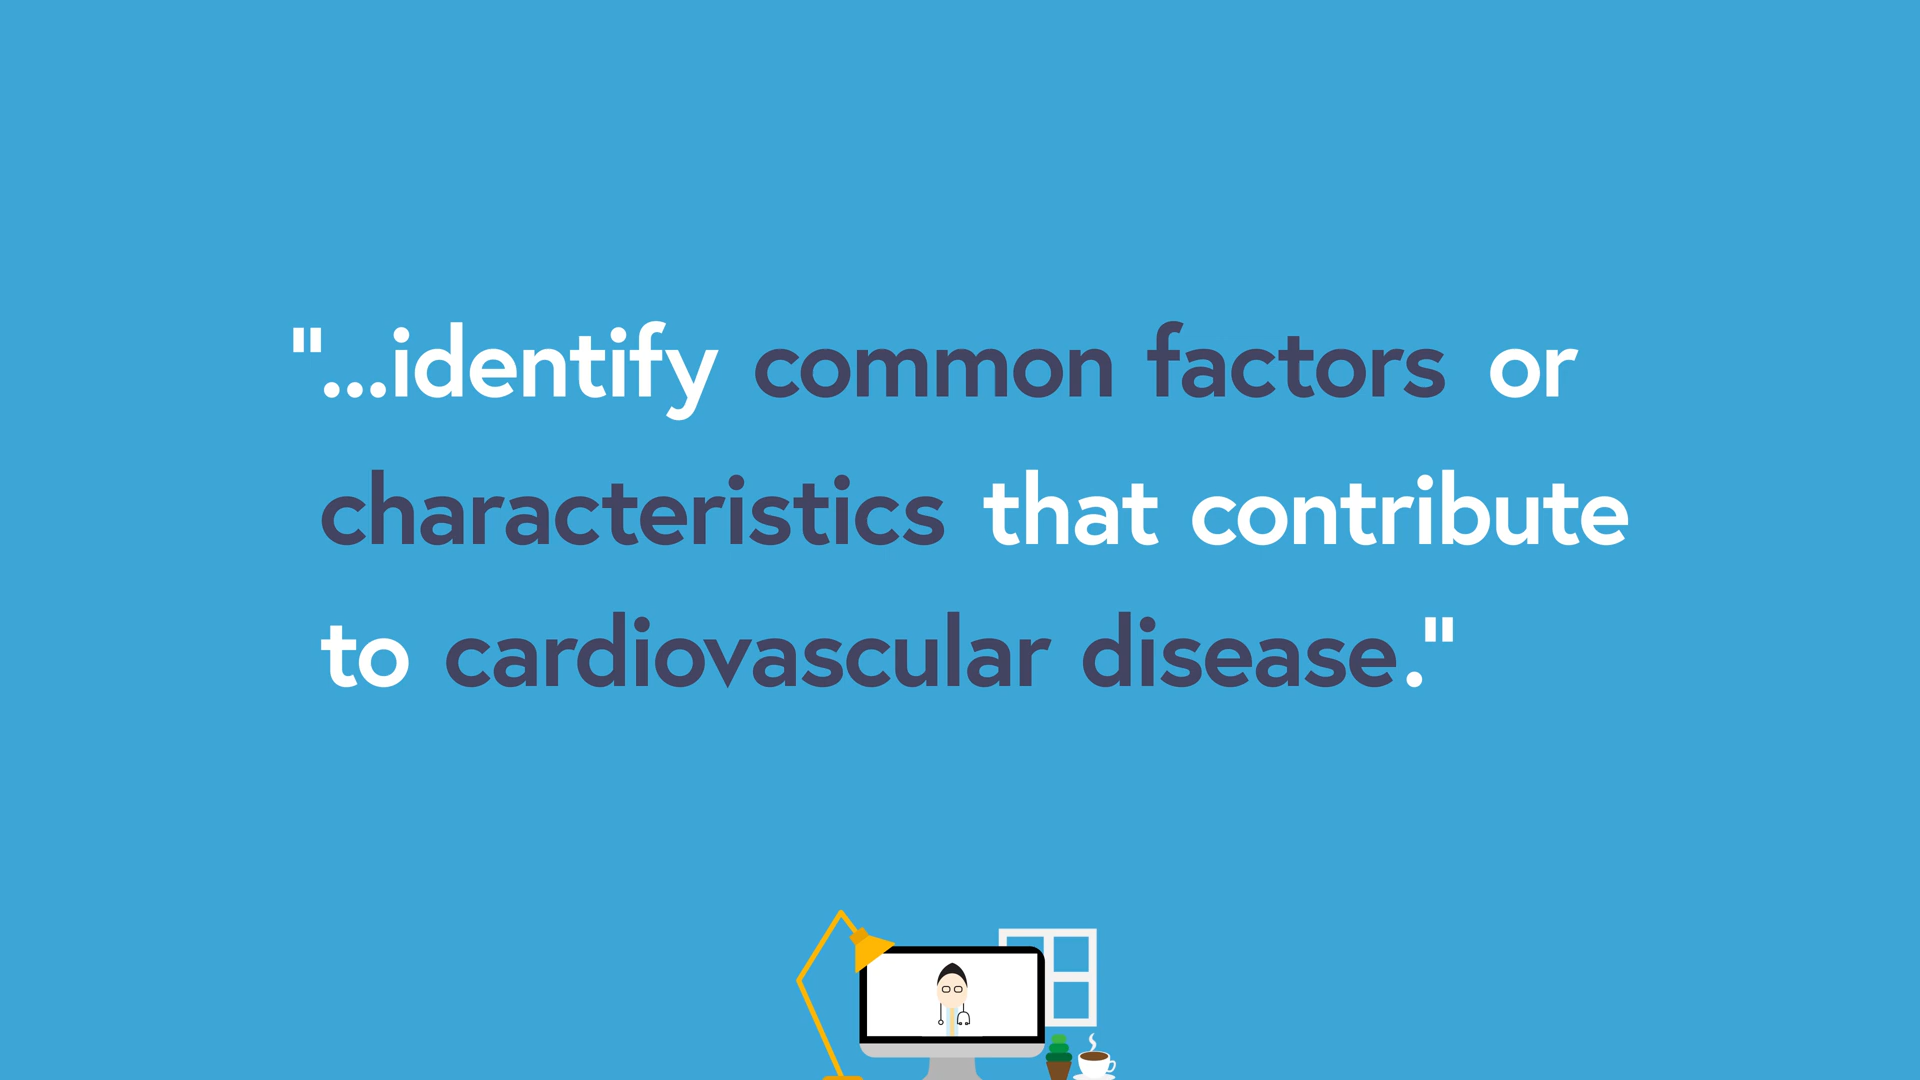 "...identify common factors or
characteristics that contribute
to cardiovascular disease."